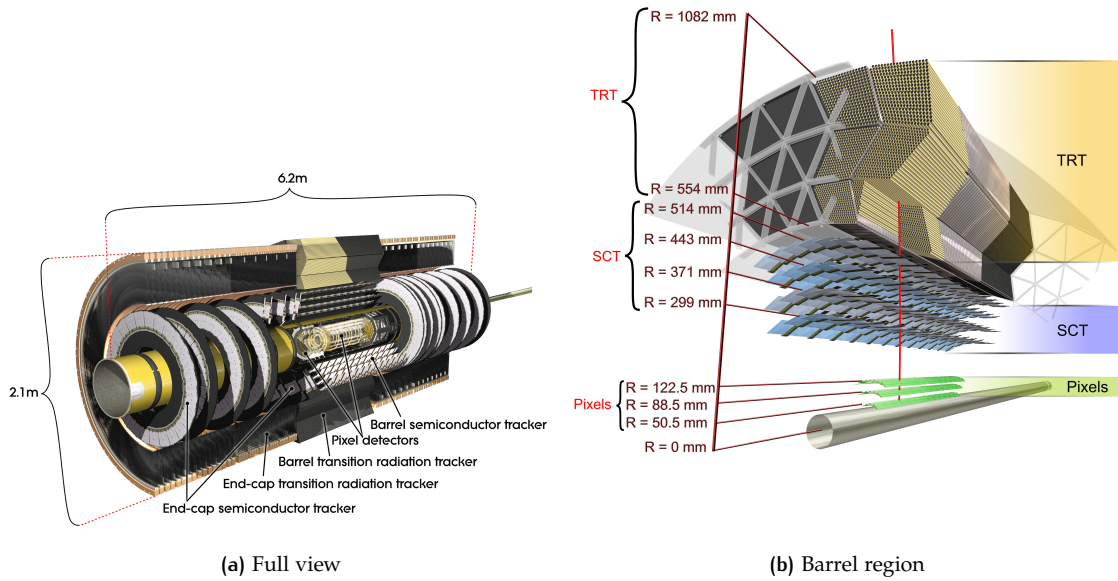 6.2m
2.1m
Barrel semiconductor tracker
Pixel detectors
Barrel transition radiation tracker
End-cap transition radiation tracker
End-cap semiconductor tracker
(a) Full view
R = 1082 mm
TRT
TRT
R = 554 mm
R = 514 mm
R = 443 mm
SCT
R = 371 mm
R = 299 mm
SCT
R = 122.5 mm
Pixels
Pixels
R = 88.5 mm
R = 50.5 mm
R = 0 mm
(b) Barrel region